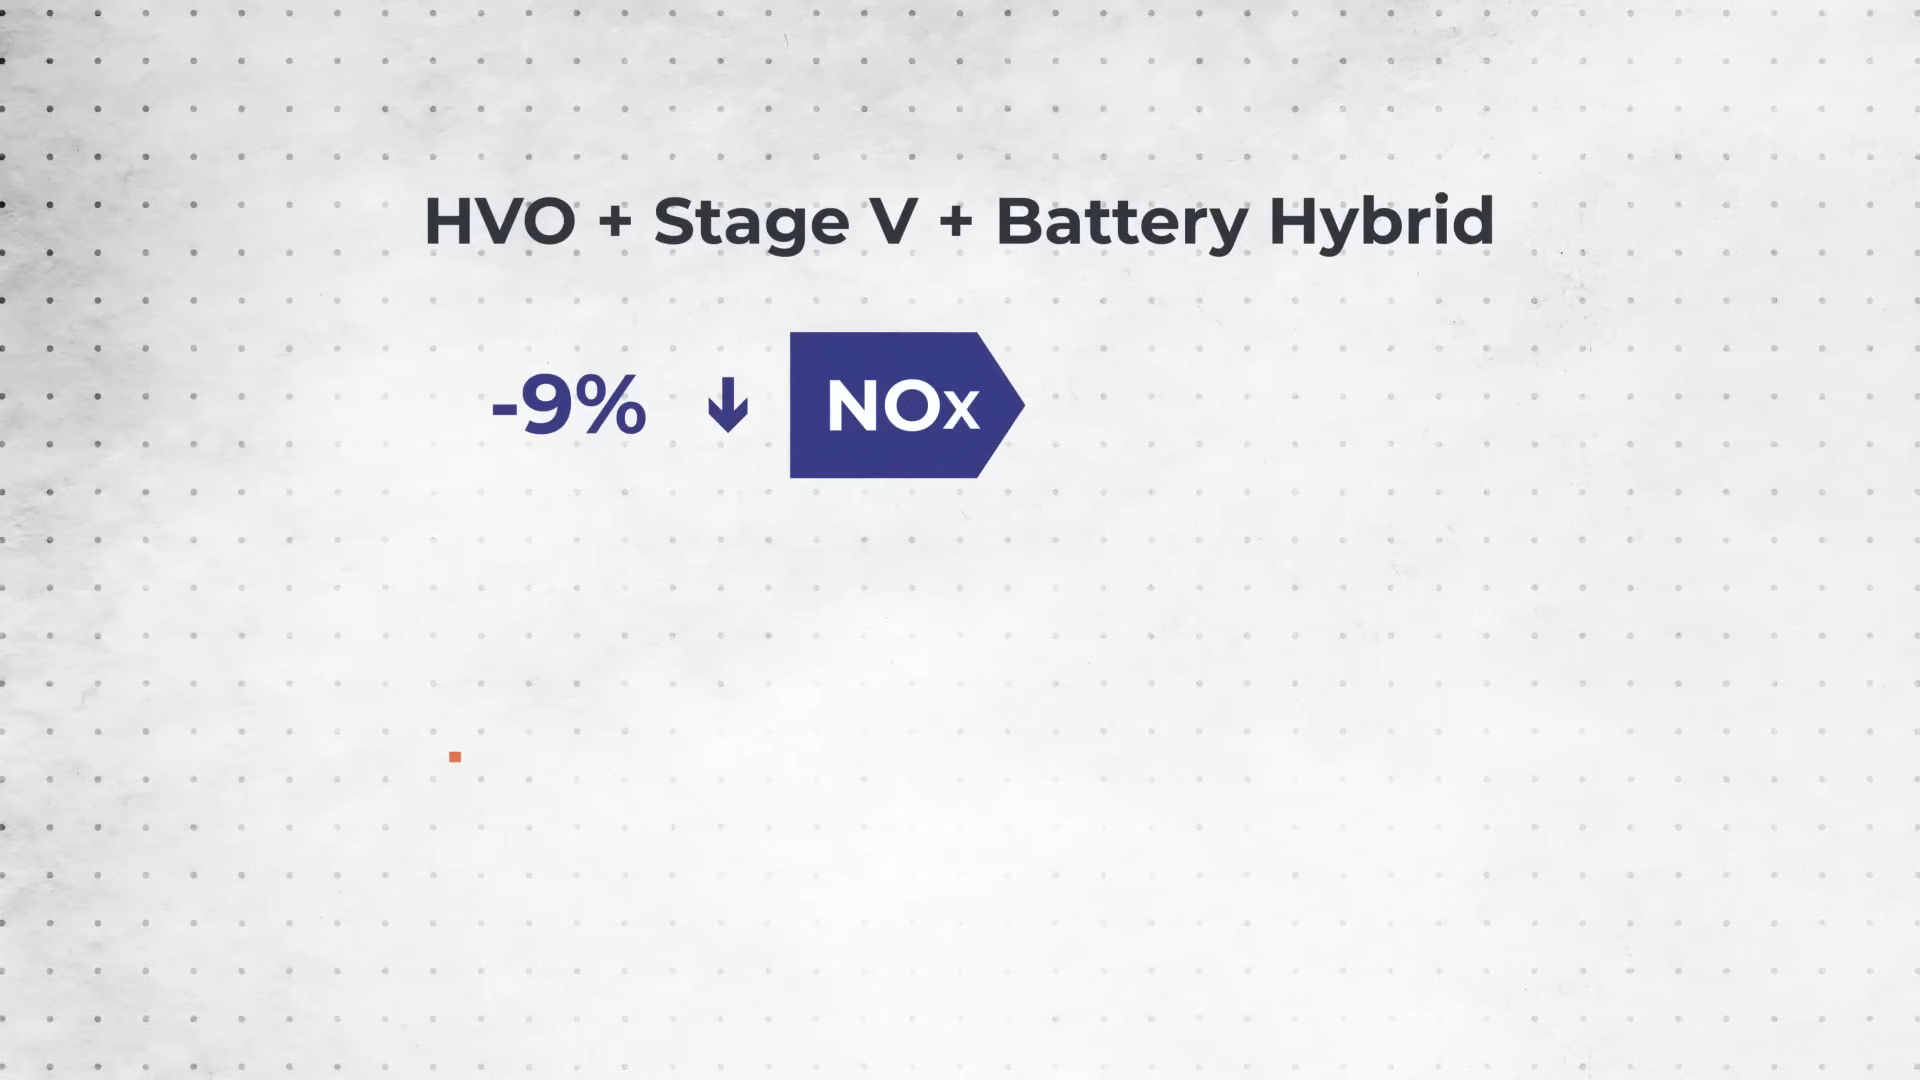 HVO + Stage V + Battery Hybrid
-9% ↓ NOx